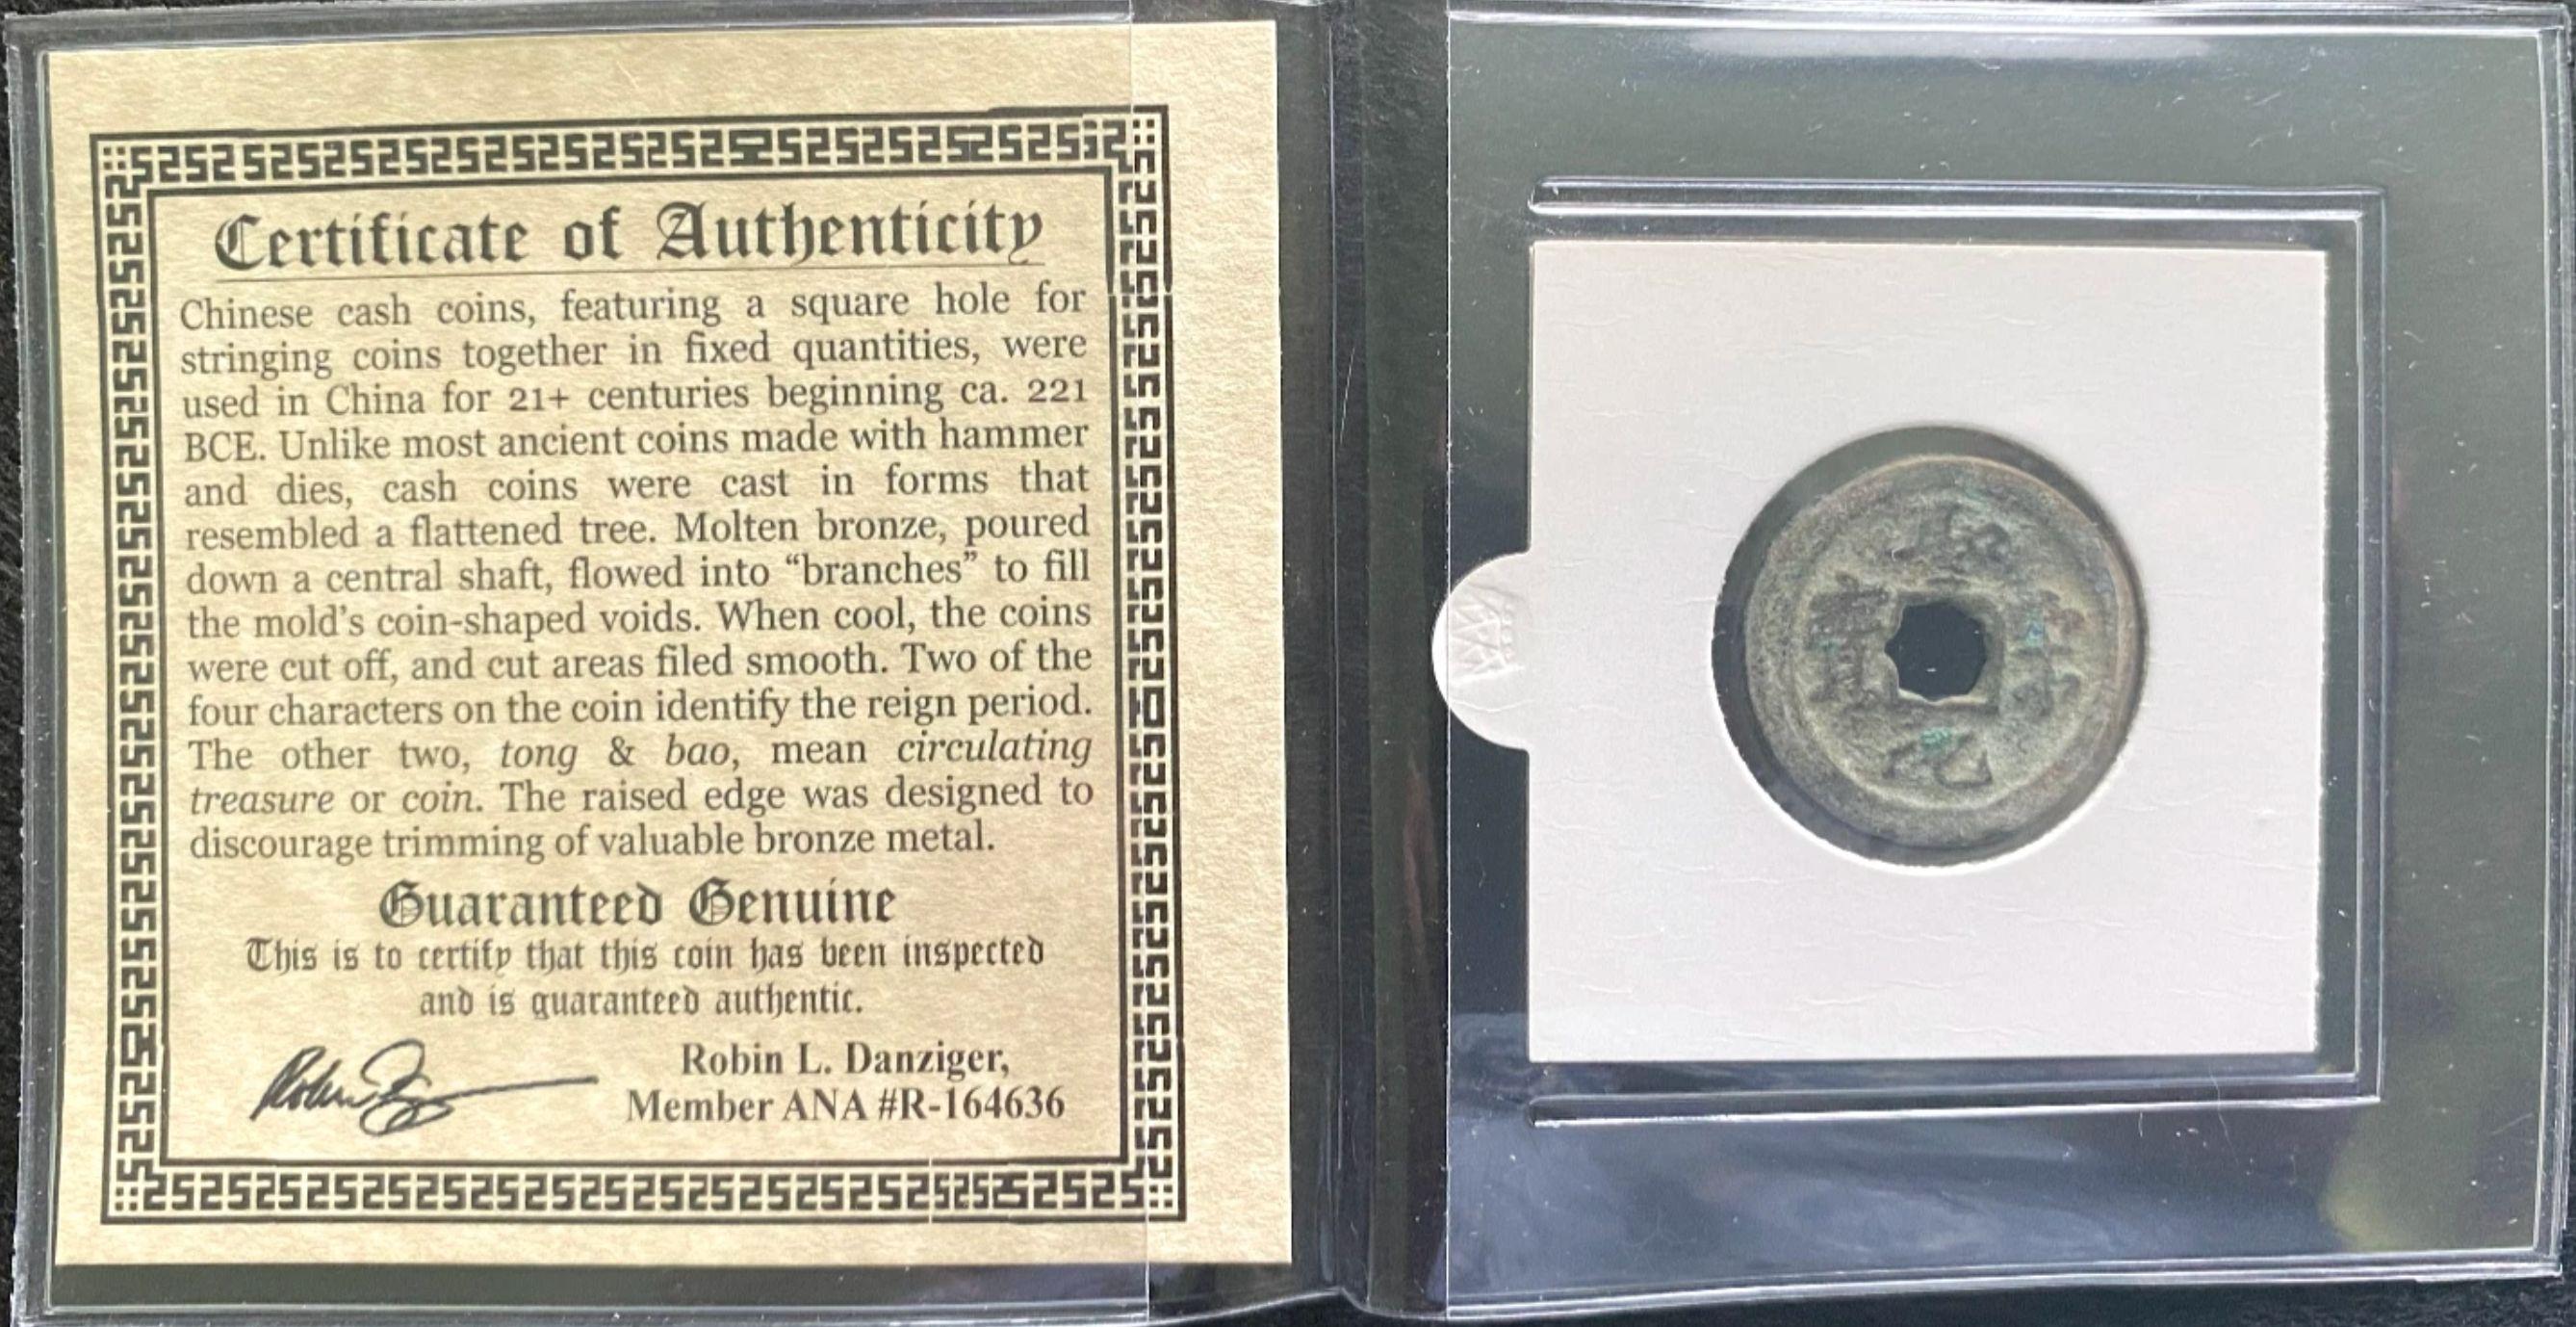 Certificate of Authenticity
Chinese cash coins, featuring a square hole for
stringing coins together in fixed quantities, were
used in China for 21+ centuries beginning ca. 221
BCE. Unlike most ancient coins made with hammer
and dies, cash coins were cast in forms that
resembled a flattened tree. Molten bronze, poured
down a central shaft, flowed into “branches” to fill
the mold’s coin-shaped voids. When cool, the coins
were cut off, and cut areas filed smooth. Two of the
four characters on the coin identify the reign period.
The other two, tong & bao, mean circulating
treasure or coin. The raised edge was designed to
discourage trimming of valuable bronze metal.
Guaranteed Genuine
This is to certify that this coin has been inspected
and is guaranteed authentic.
Robin L. Danziger,
Member ANA #R-164636
元
寶